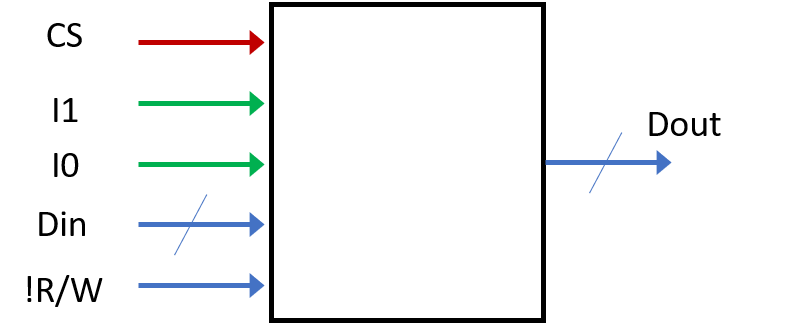 CS
I1
I0
Din
!R/W
Dout